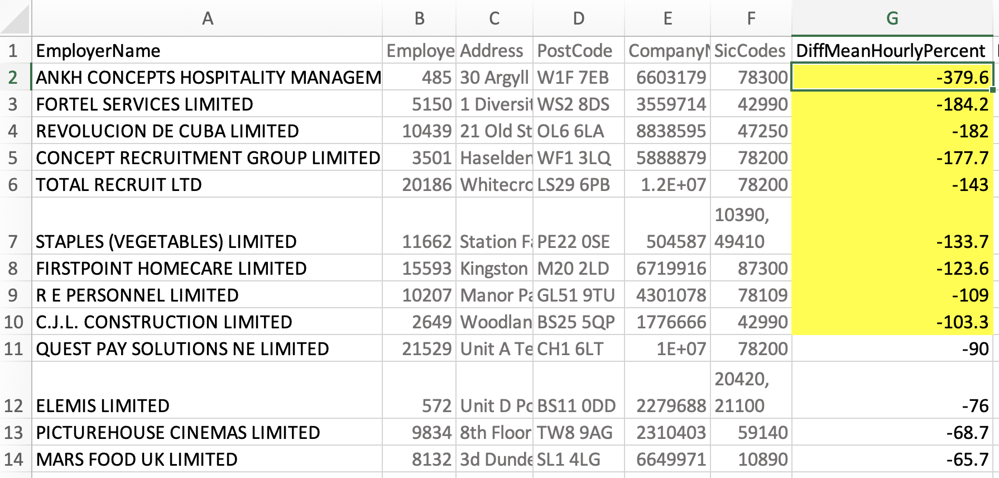 A B C D E F G
1 EmployerName Employe Address PostCode Company SicCodes DiffMeanHourlyPercent
2 ANKH CONCEPTS HOSPITALITY MANAGEM 485 30 Argyll W1F 7EB 6603179 78300 -379.6
3 FORTEL SERVICES LIMITED 5150 1 Diversit WS2 8DS 3559714 42990 -184.2
4 REVOLUCION DE CUBA LIMITED 10439 21 Old St OL6 6LA 8838595 47250 -182
5 CONCEPT RECRUITMENT GROUP LIMITED 3501 Haselden WF1 3LQ 5888879 78200 -177.7
6 TOTAL RECRUIT LTD 20186 Whitecro LS29 6PB 1.2E+07 78200 -143
10390,
7 STAPLES (VEGETABLES) LIMITED 11662 Station Fa PE22 0SE 504587 49410 -133.7
8 FIRSTPOINT HOMECARE LIMITED 15593 Kingston M20 2LD 6719916 87300 -123.6
9 R E PERSONNEL LIMITED 10207 Manor Pa GL51 9TU 4301078 78109 -109
10 C.J.L. CONSTRUCTION LIMITED 2649 Woodlan BS25 5QP 1776666 42990 -103.3
11 QUEST PAY SOLUTIONS NE LIMITED 21529 Unit A Te CH1 6LT 1E+07 78200 -90
20420,
12 ELEMIS LIMITED 572 Unit D Po BS11 0DD 2279688 21100 -76
13 PICTUREHOUSE CINEMAS LIMITED 9834 8th Floor TW8 9AG 2310403 59140 -68.7
14 MARS FOOD UK LIMITED 8132 3d Dunde SL1 4LG 6649971 10890 -65.7